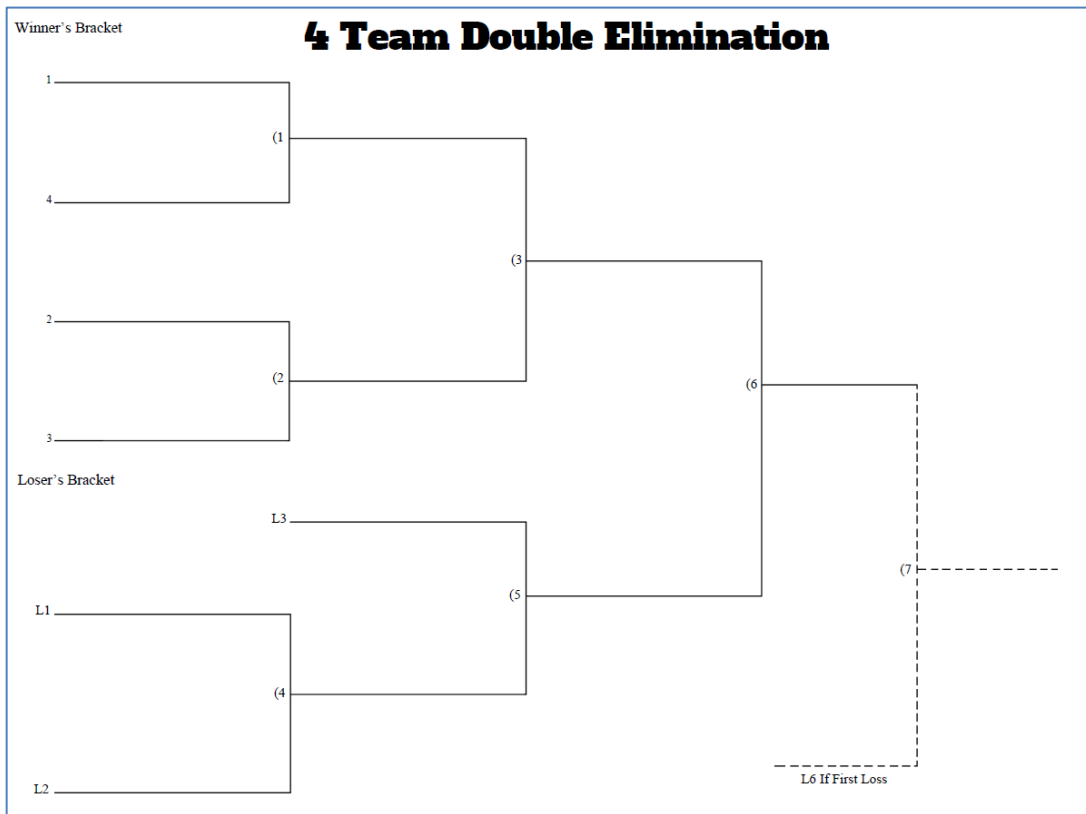 Winner's Bracket
4 Team Double Elimination
1
(1
4
(3
2
(2
(6
3
Loser's Bracket
L3
(7
(5
L1
(4
L6 If First Loss
L2